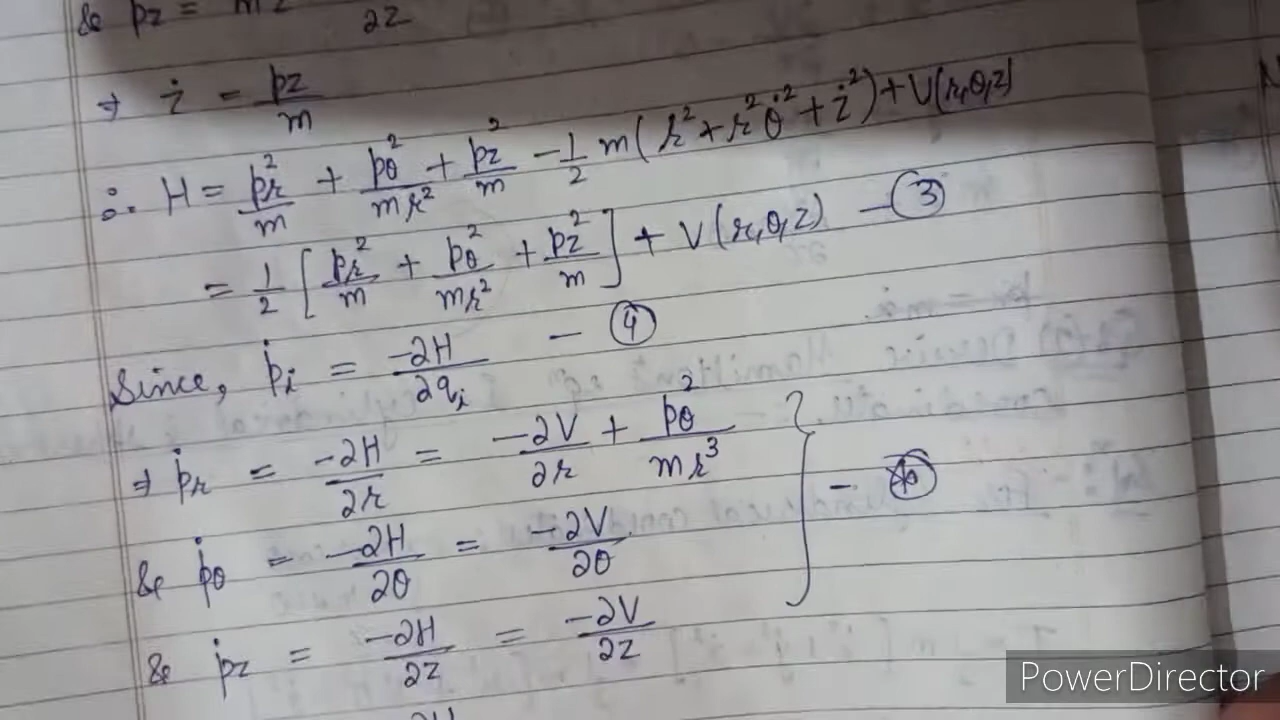 & pz = mż
∂z
⇒ ż = pz/m
∴ H = pr²/m + pθ²/mr² + pz²/m - 1/2 m(ṙ² + r²θ̇² + ż²) + V(r,θ,z)
= 1/2 [pr²/m + pθ²/mr² + pz²/m] + V(r,θ,z) - ③
Since, ṗi = -∂H/∂qi - ④
⇒ ṗr = -∂H/∂r = -∂V/∂r + pθ²/mr³
& ṗθ = -∂H/∂θ = -∂V/∂θ
& ṗz = -∂H/∂z = -∂V/∂z
PowerDirector